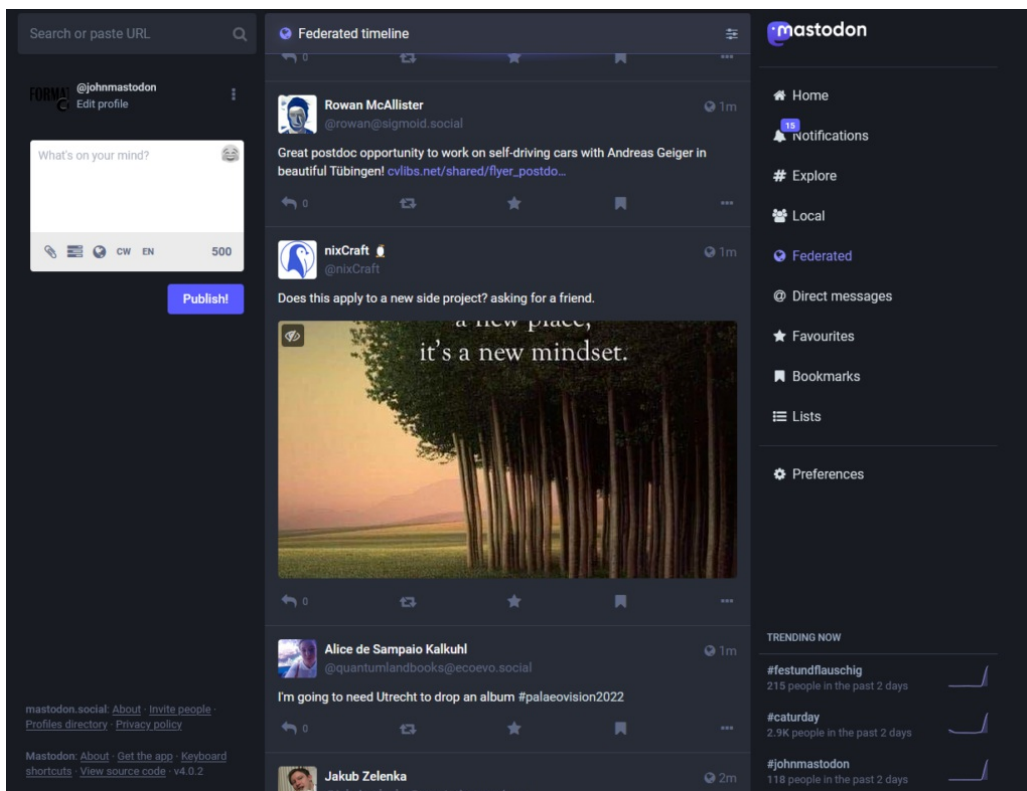 Search or paste URL
@johnmastodon
Edit profile
What's on your mind?
CW EN 500
Publish!
mastodon.social: About · Invite people ·
Profiles directory · Privacy policy
Mastodon: About · Get the app · Keyboard
shortcuts · View source code · v4.0.2
Federated timeline
0
Rowan McAllister
1m
@rowan@sigmoid.social
Great postdoc opportunity to work on self-driving cars with Andreas Geiger in
beautiful Tübingen! cvlibs.net/shared/flyer_postdo…
0
nixCraft
1m
@nixCraft
Does this apply to a new side project? asking for a friend.
a new place,
it's a new mindset.
0
Alice de Sampaio Kalkuhl
1m
@quantumlandbooks@ecoevo.social
I'm going to need Utrecht to drop an album #palaeovision2022
0
Jakub Zelenka
2m
mastodon
Home
15
Notifications
Explore
Local
Federated
Direct messages
Favourites
Bookmarks
Lists
Preferences
TRENDING NOW
#festundflauschig
215 people in the past 2 days
#caturday
2.9K people in the past 2 days
#johnmastodon
118 people in the past 2 days